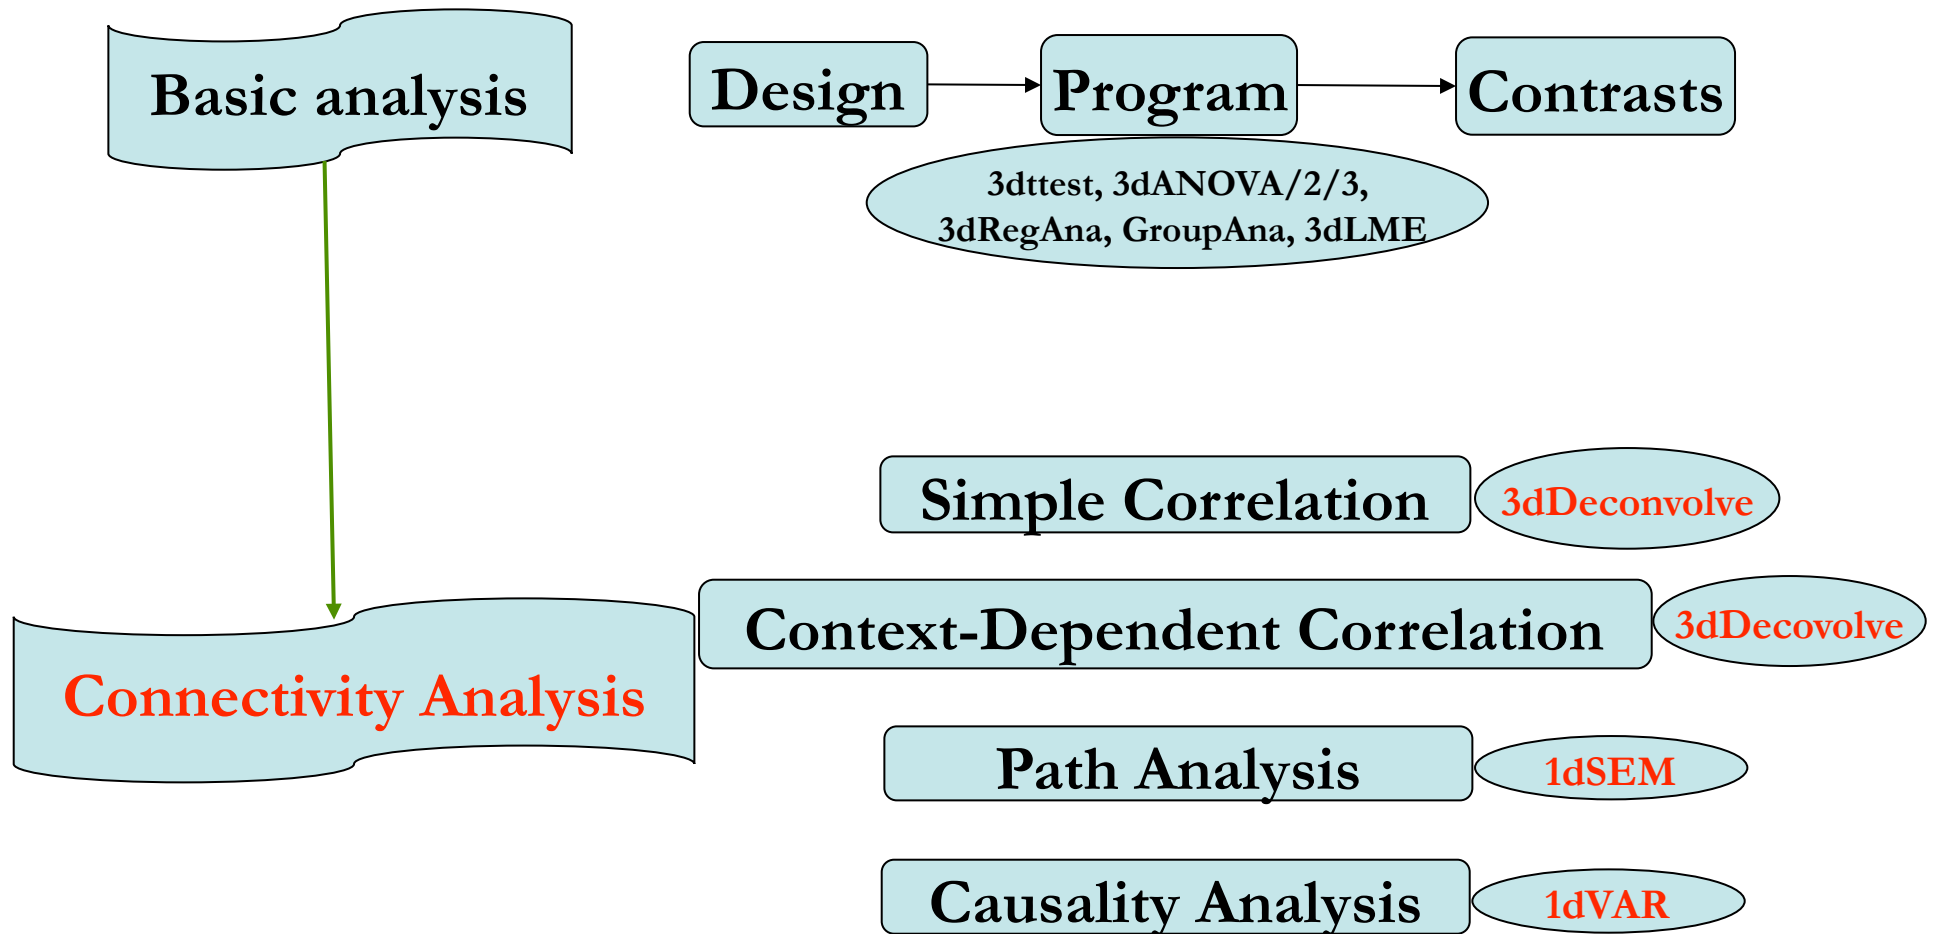 Basic analysis
Design
Program
Contrasts
3dttest, 3dANOVA/2/3,
3dRegAna, GroupAna, 3dLME
Simple Correlation
3dDeconvolve
Context-Dependent Correlation
3dDecovolve
Connectivity Analysis
Path Analysis
1dSEM
Causality Analysis
1dVAR